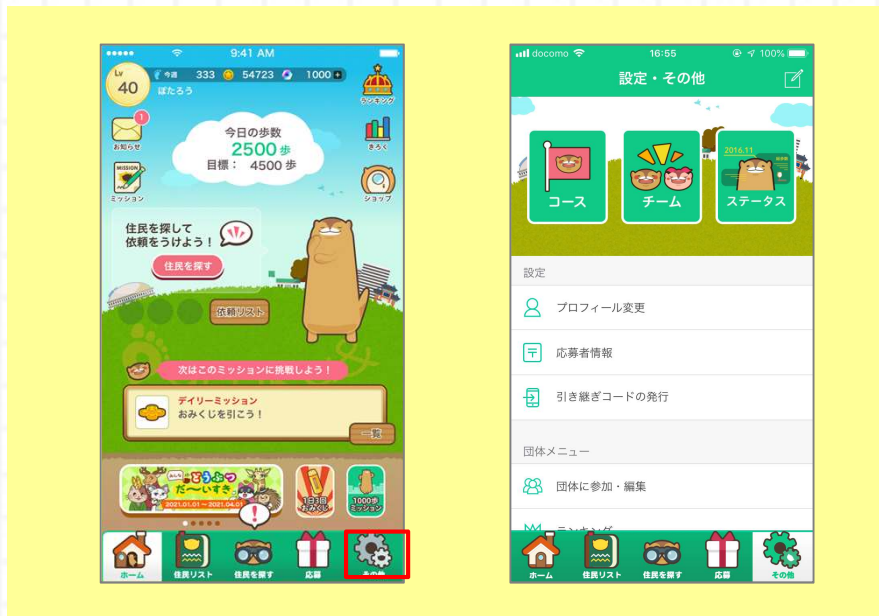 9:41 AM
Lv
40
今週 333 54723 1000
ぽたろう
ランキング
1
お知らせ
今日の歩数
2500 歩
目標： 4500 歩
きろく
MISSION
ミッション
ショップ
住民を探して
依頼をうけよう！
住民を探す
依頼リスト
次はこのミッションに挑戦しよう！
デイリーミッション
おみくじを引こう！
一覧
どうぶつ
だ〜いすき
2021.01.01〜2021.04.01
1日1回
おみくじ
1000歩
ミッション
ホーム
住民リスト
住民を探す
応募
その他
docomo 16:55 100%
設定・その他
2016.11
コース
チーム
ステータス
設定
プロフィール変更
応募者情報
引き継ぎコードの発行
団体メニュー
団体に参加・編集
ランキング
ホーム
住民リスト
住民を探す
応募
その他